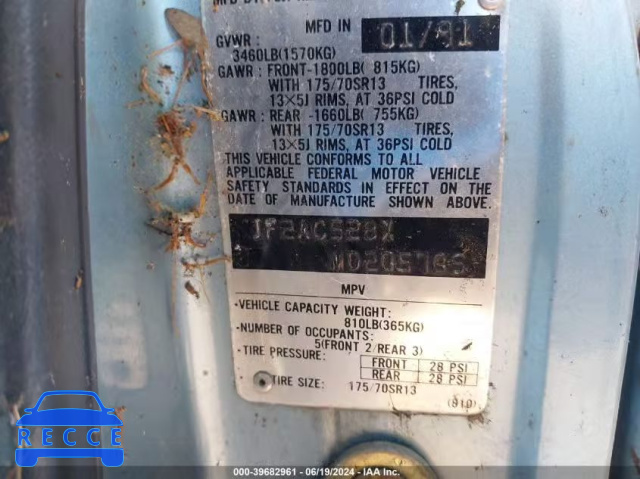 MFD IN 01/91
GVWR :
3460LB(1570KG)
GAWR : FRONT-1800LB( 815KG)
WITH 175/70SR13 TIRES,
13×5J RIMS, AT 36PSI COLD
GAWR : REAR -1660LB( 755KG)
WITH 175/70SR13 TIRES,
13×5J RIMS, AT 36PSI COLD
THIS VEHICLE CONFORMS TO ALL
APPLICABLE FEDERAL MOTOR VEHICLE
SAFETY STANDARDS IN EFFECT ON THE
DATE OF MANUFACTURE SHOWN ABOVE.
JF2AC52BX
MPV
·VEHICLE CAPACITY WEIGHT:
810LB(365KG)
·NUMBER OF OCCUPANTS:
5(FRONT 2/REAR 3)
·TIRE PRESSURE:
FRONT 28 PSI
REAR 28 PSI
TIRE SIZE: 175/70SR13
(810)
RECCE
000-39682961 - 06/19/2024 - IAA Inc.